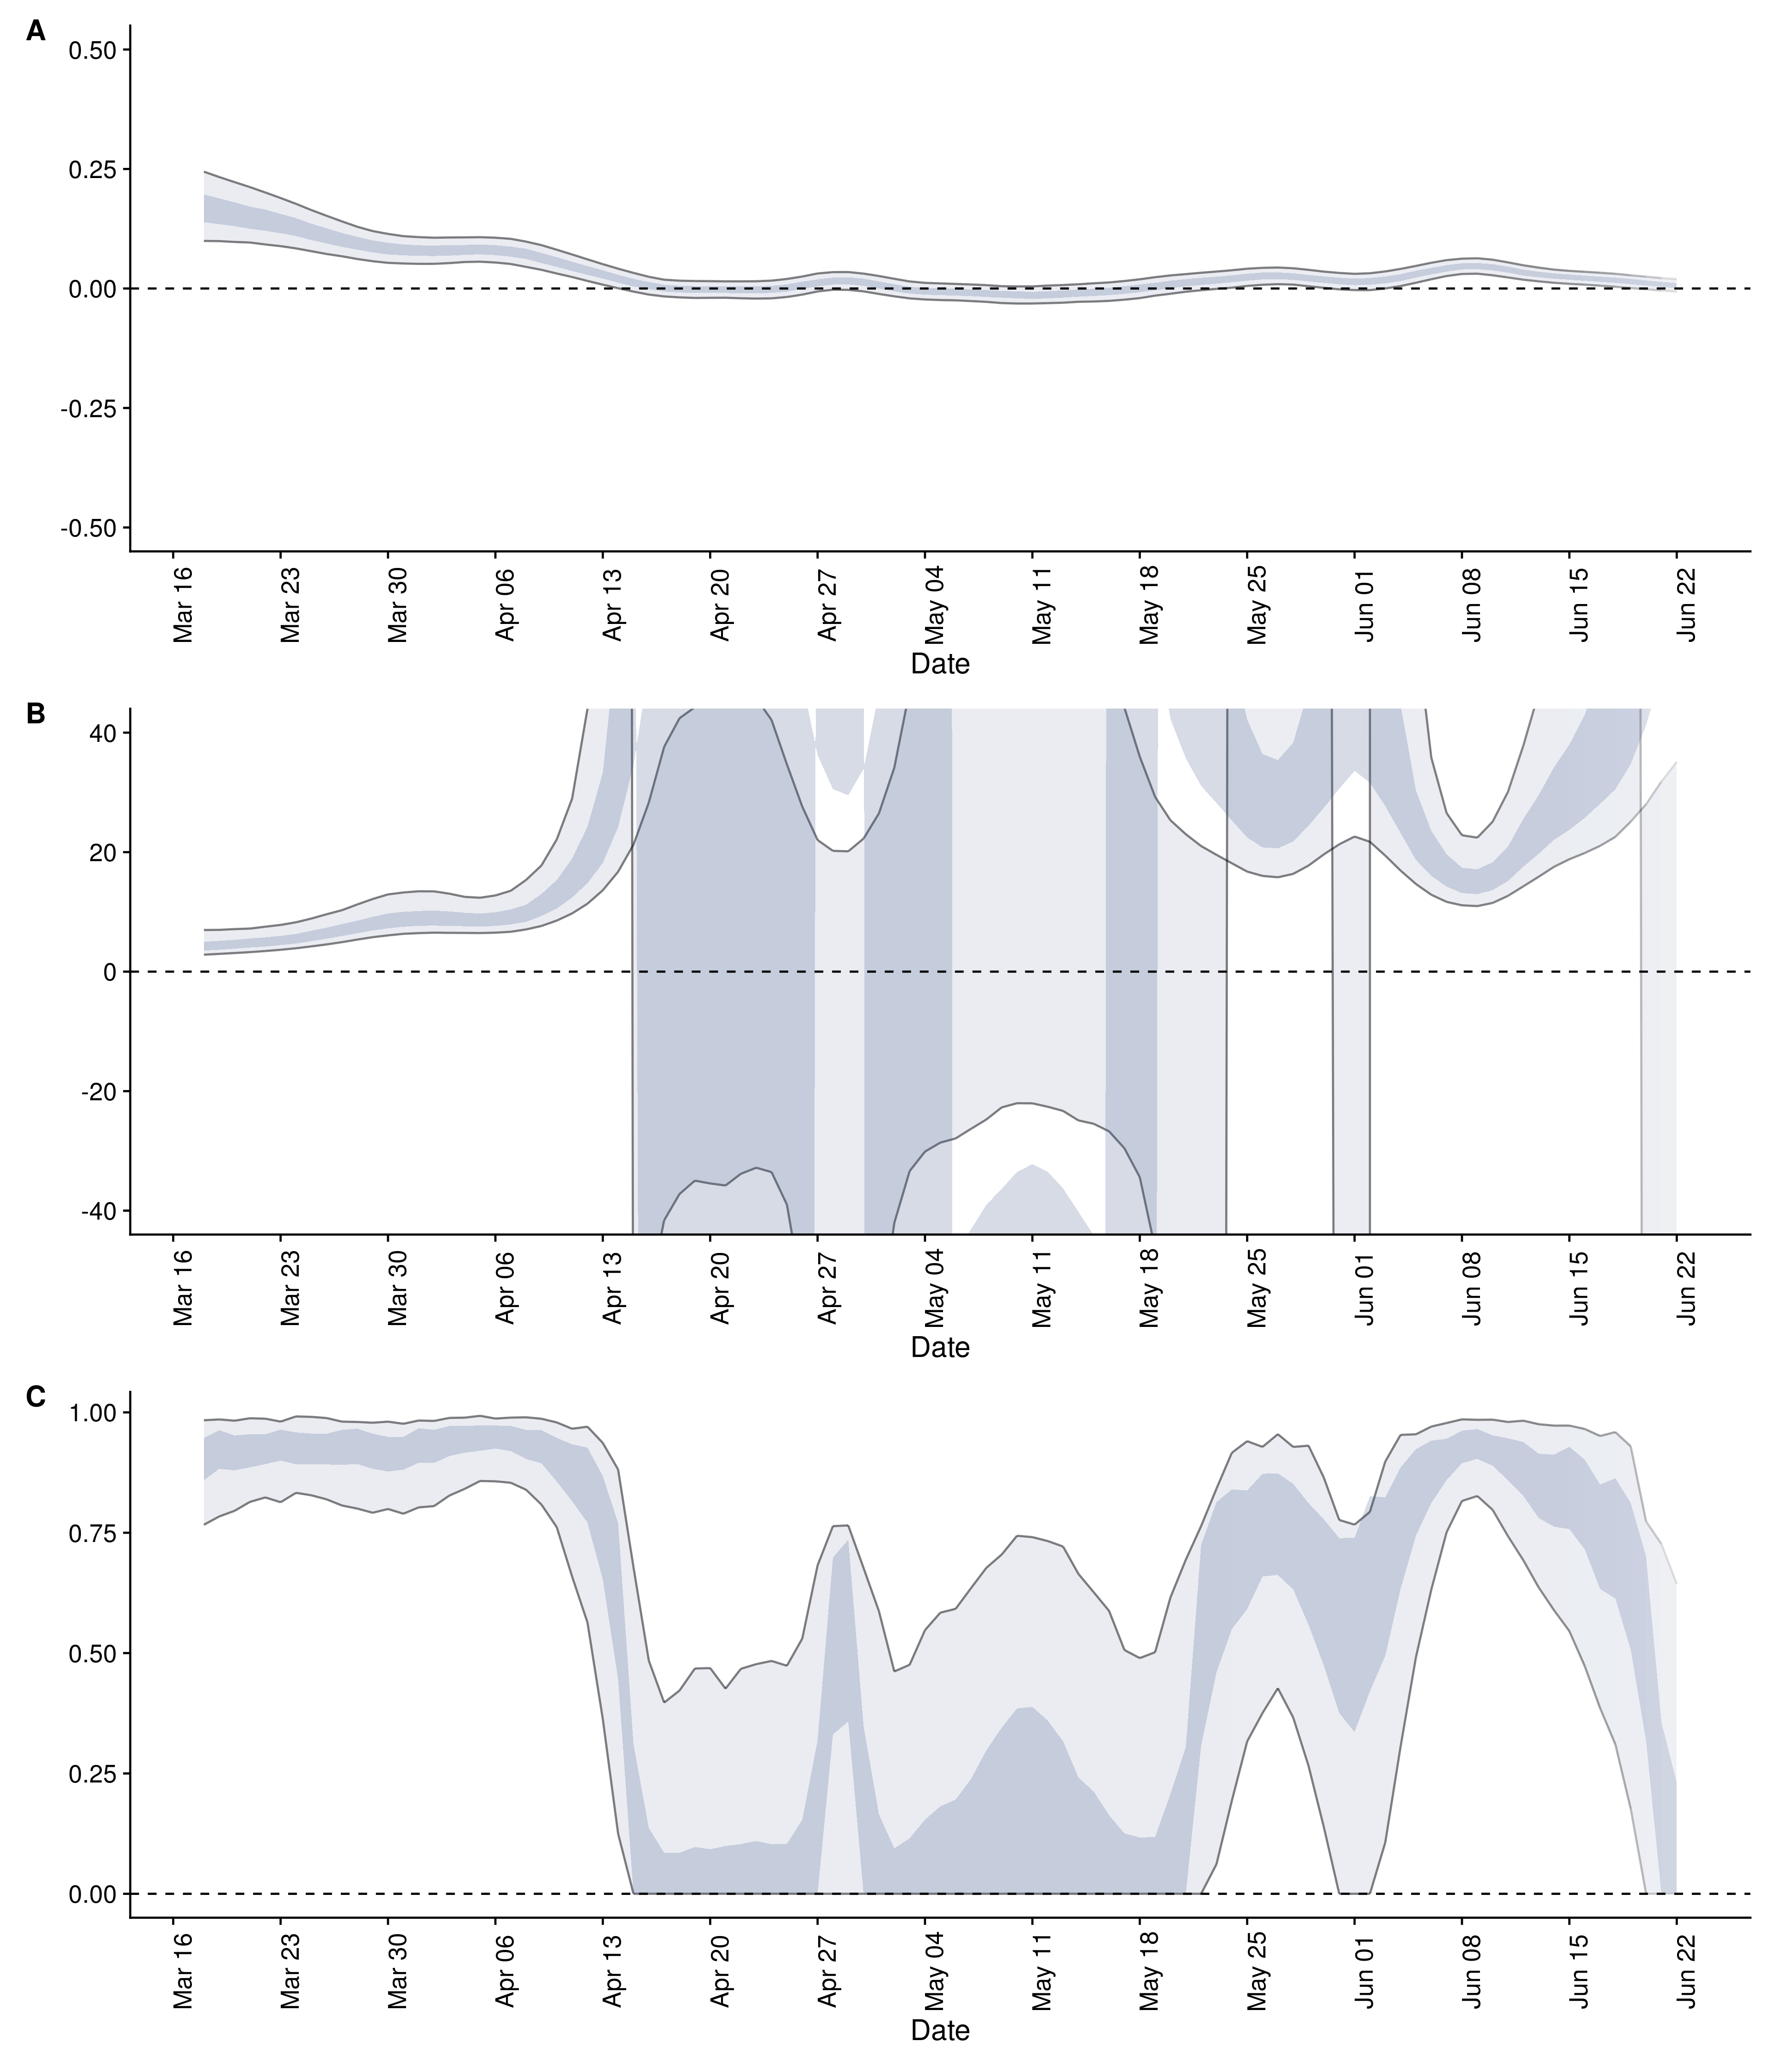 A
0.50
0.25
0.00
-0.25
-0.50
Mar 16
Mar 23
Mar 30
Apr 06
Apr 13
Apr 20
Apr 27
May 04
May 11
May 18
May 25
Jun 01
Jun 08
Jun 15
Jun 22
Date
B
40
20
0
-20
-40
Mar 16
Mar 23
Mar 30
Apr 06
Apr 13
Apr 20
Apr 27
May 04
May 11
May 18
May 25
Jun 01
Jun 08
Jun 15
Jun 22
Date
C
1.00
0.75
0.50
0.25
0.00
Mar 16
Mar 23
Mar 30
Apr 06
Apr 13
Apr 20
Apr 27
May 04
May 11
May 18
May 25
Jun 01
Jun 08
Jun 15
Jun 22
Date